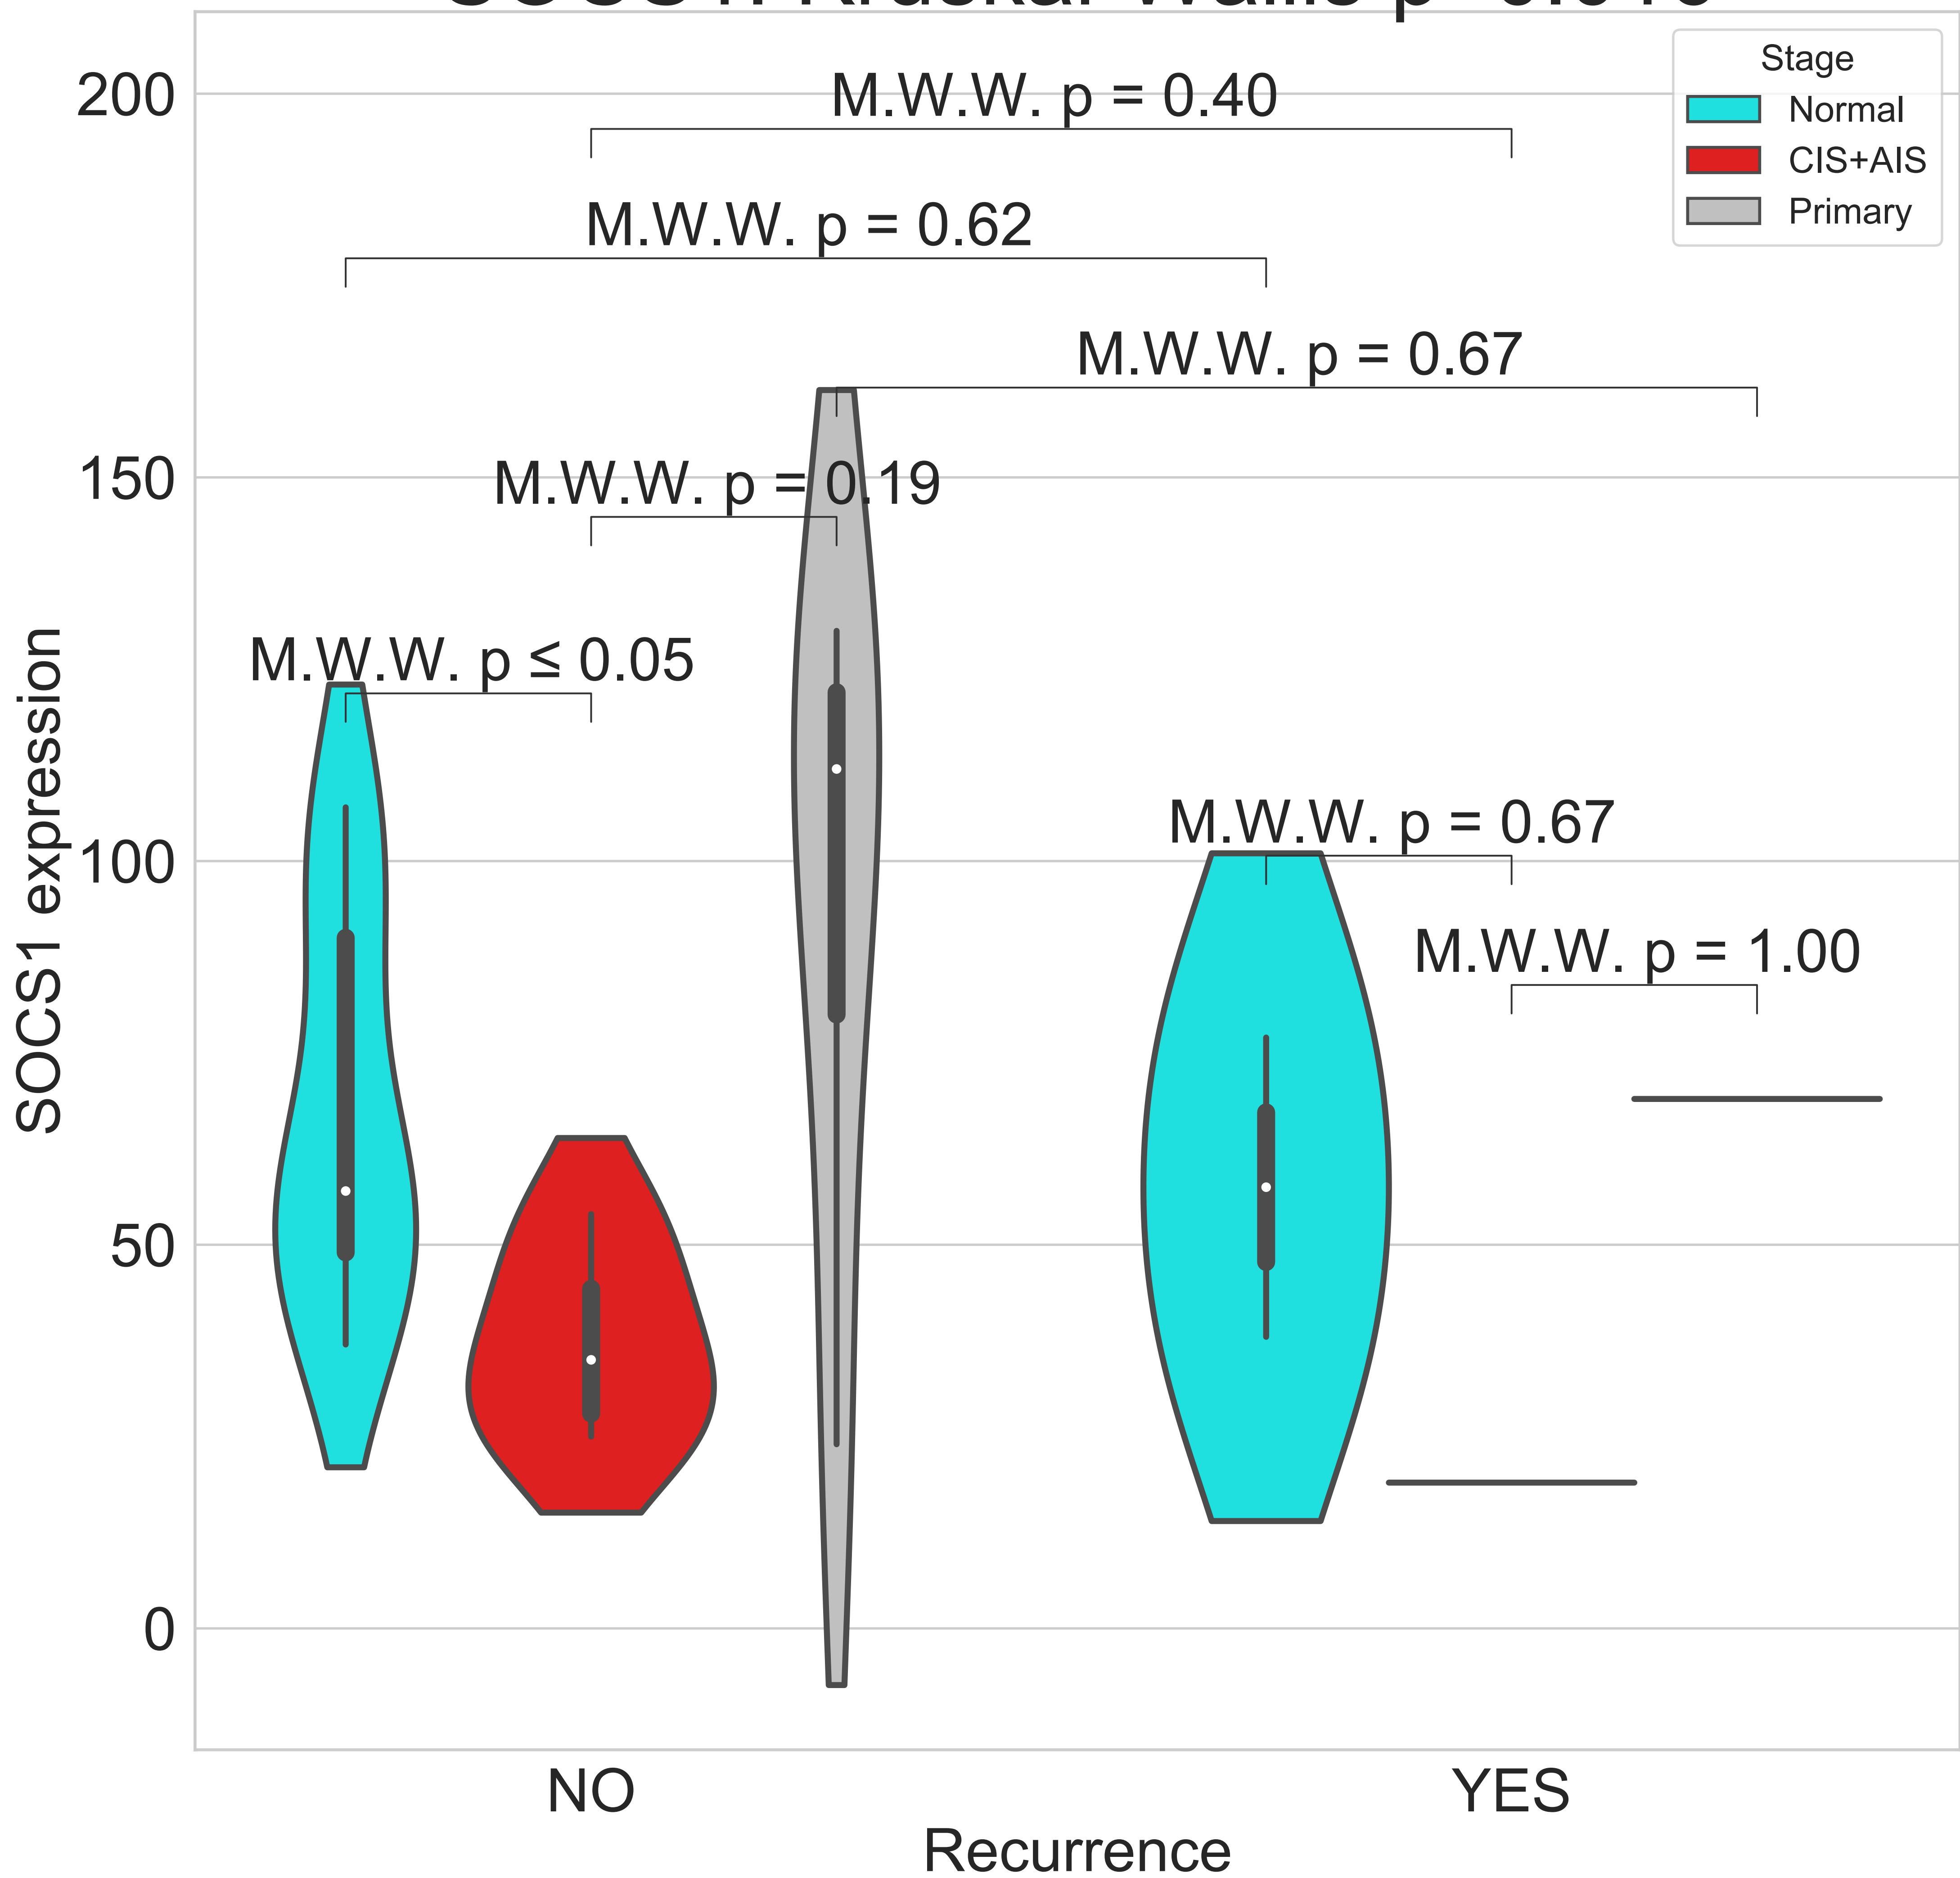 Stage
Normal
CIS+AIS
Primary
200
150
100
50
0
SOCS1 expression
M.W.W. p = 0.40
M.W.W. p = 0.62
M.W.W. p = 0.67
M.W.W. p = 0.19
M.W.W. p ≤ 0.05
M.W.W. p = 0.67
M.W.W. p = 1.00
NO
YES
Recurrence